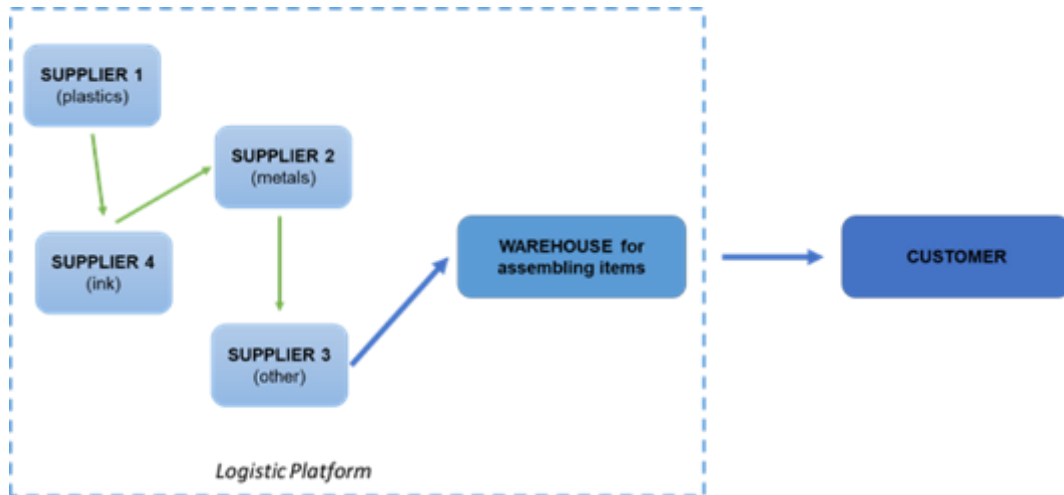 SUPPLIER 1
(plastics)
SUPPLIER 2
(metals)
SUPPLIER 4
(ink)
WAREHOUSE for
assembling items
CUSTOMER
SUPPLIER 3
(other)
Logistic Platform